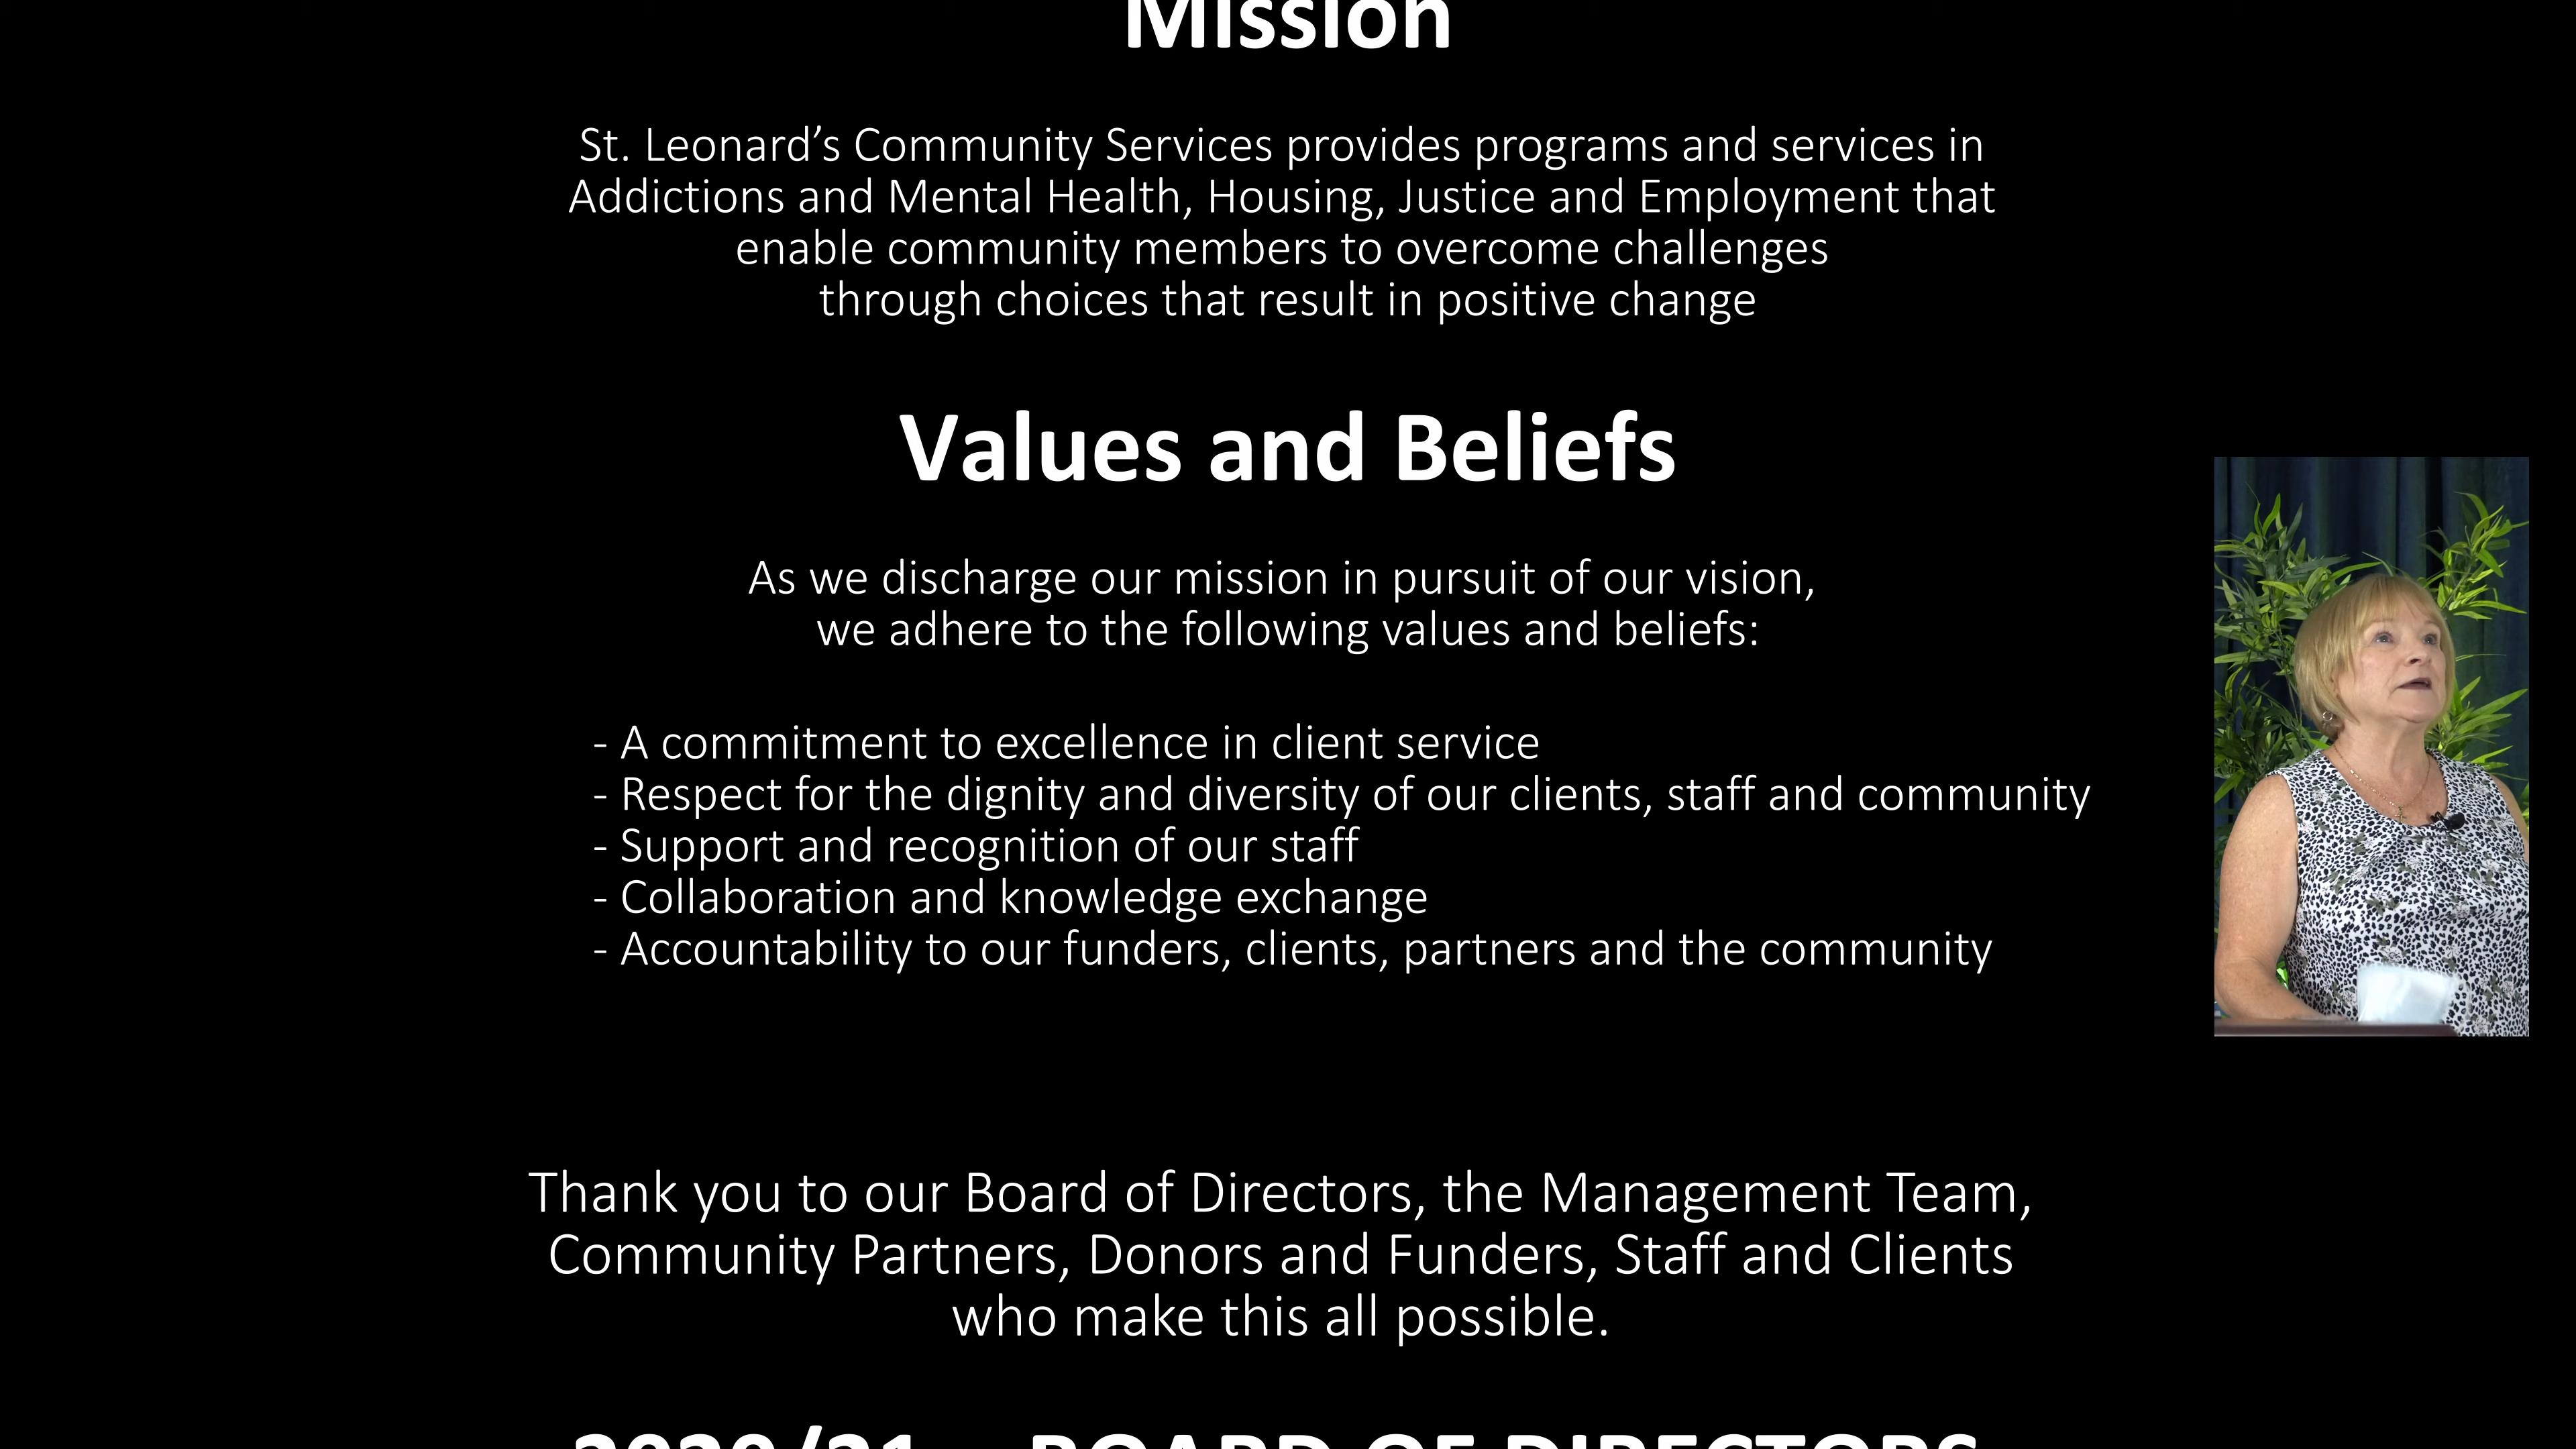 Mission
St. Leonard’s Community Services provides programs and services in
Addictions and Mental Health, Housing, Justice and Employment that
enable community members to overcome challenges
through choices that result in positive change
Values and Beliefs
As we discharge our mission in pursuit of our vision,
we adhere to the following values and beliefs:
- A commitment to excellence in client service
- Respect for the dignity and diversity of our clients, staff and community
- Support and recognition of our staff
- Collaboration and knowledge exchange
- Accountability to our funders, clients, partners and the community
Thank you to our Board of Directors, the Management Team,
Community Partners, Donors and Funders, Staff and Clients
who make this all possible.
2020/21 – BOARD OF DIRECTORS